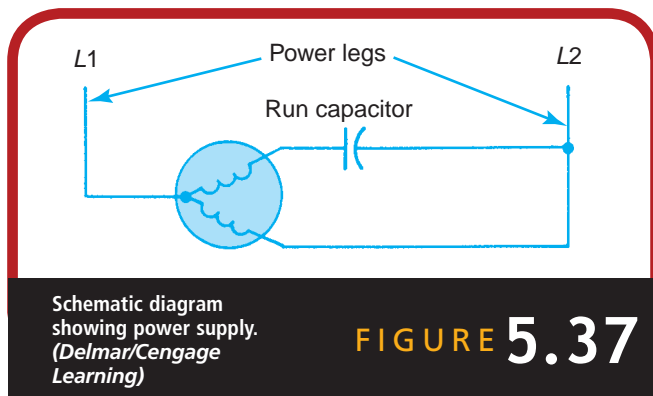 L1
Power legs
L2
Run capacitor
Schematic diagram
showing power supply.
(Delmar/Cengage
Learning)
FIGURE 5.37